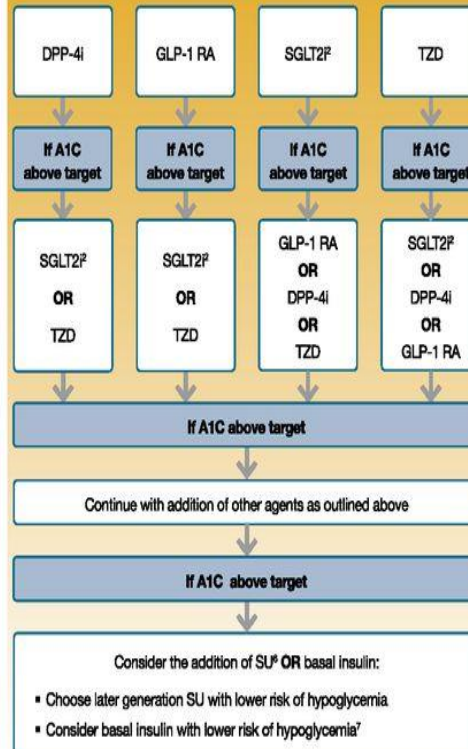 DPP-4i
GLP-1 RA
SGLT2i²
TZD
If A1C
above target
If A1C
above target
If A1C
above target
If A1C
above target
SGLT2i²
OR
TZD
SGLT2i²
OR
TZD
GLP-1 RA
OR
DPP-4i
OR
TZD
SGLT2i²
OR
DPP-4i
OR
GLP-1 RA
If A1C above target
Continue with addition of other agents as outlined above
If A1C above target
Consider the addition of SU⁶ OR basal insulin:
▪ Choose later generation SU with lower risk of hypoglycemia
▪ Consider basal insulin with lower risk of hypoglycemia⁷